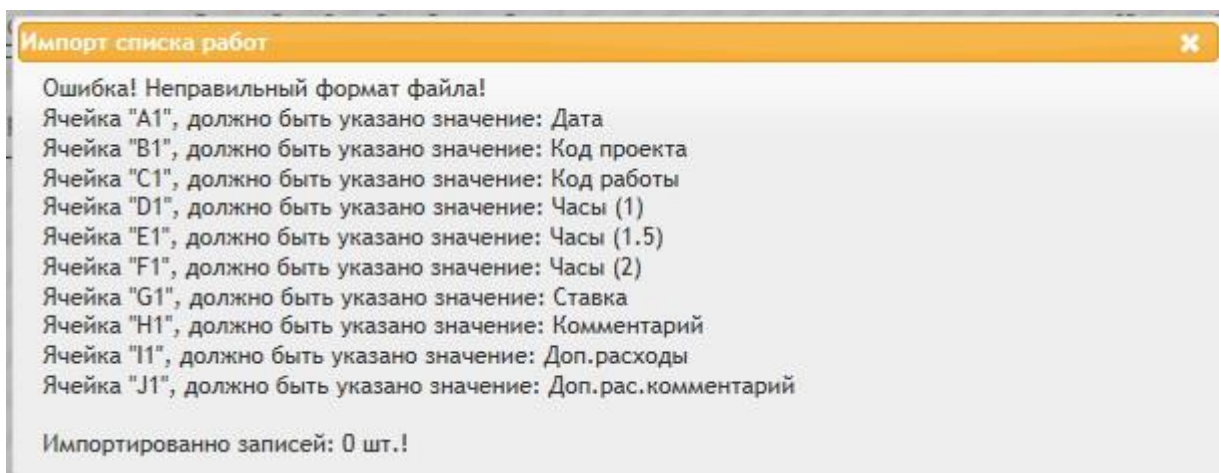 Импорт списка работ
Ошибка! Неправильный формат файла!
Ячейка "A1", должно быть указано значение: Дата
Ячейка "B1", должно быть указано значение: Код проекта
Ячейка "C1", должно быть указано значение: Код работы
Ячейка "D1", должно быть указано значение: Часы (1)
Ячейка "E1", должно быть указано значение: Часы (1.5)
Ячейка "F1", должно быть указано значение: Часы (2)
Ячейка "G1", должно быть указано значение: Ставка
Ячейка "H1", должно быть указано значение: Комментарий
Ячейка "I1", должно быть указано значение: Доп.расходы
Ячейка "J1", должно быть указано значение: Доп.рас.комментарий
Импортированно записей: 0 шт.!